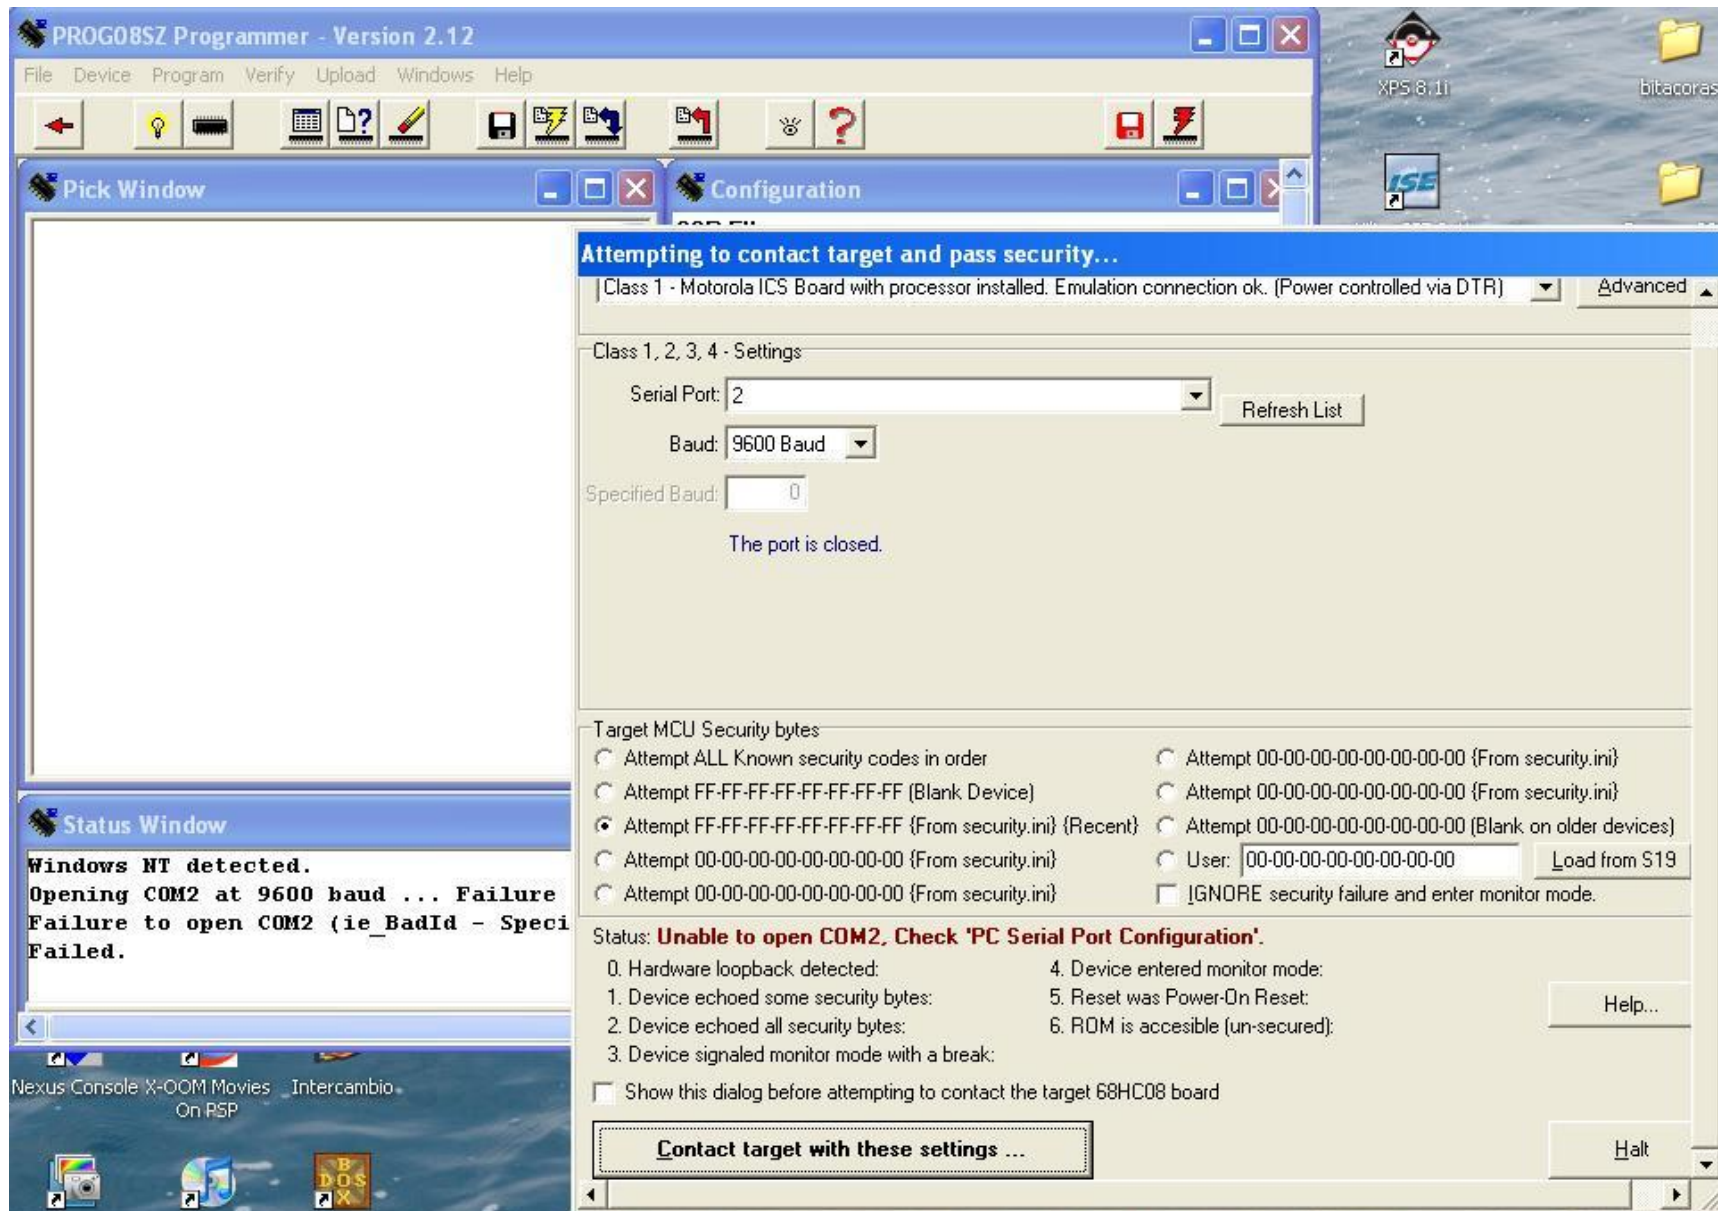 PROG08SZ Programmer - Version 2.12
File Device Program Verify Upload Windows Help
XPS 8.1i
bitacoras
Pick Window
Configuration
ISE
Attempting to contact target and pass security...
Class 1 - Motorola ICS Board with processor installed. Emulation connection ok. (Power controlled via DTR)
Advanced
Class 1, 2, 3, 4 - Settings
Serial Port: 2
Refresh List
Baud: 9600 Baud
Specified Baud: 0
The port is closed.
Target MCU Security bytes
Attempt ALL Known security codes in order
Attempt 00-00-00-00-00-00-00-00 {From security.ini}
Attempt FF-FF-FF-FF-FF-FF-FF-FF (Blank Device)
Attempt 00-00-00-00-00-00-00-00 {From security.ini}
Attempt FF-FF-FF-FF-FF-FF-FF-FF {From security.ini} {Recent}
Attempt 00-00-00-00-00-00-00-00 (Blank on older devices)
Attempt 00-00-00-00-00-00-00-00 {From security.ini}
User: 00-00-00-00-00-00-00-00
Load from S19
Attempt 00-00-00-00-00-00-00-00 {From security.ini}
IGNORE security failure and enter monitor mode.
Status Window
Windows NT detected.
Opening COM2 at 9600 baud ... Failure
Failure to open COM2 (ie_BadId - Speci
Failed.
Status: Unable to open COM2, Check 'PC Serial Port Configuration'.
0. Hardware loopback detected:
4. Device entered monitor mode:
1. Device echoed some security bytes:
5. Reset was Power-On Reset:
2. Device echoed all security bytes:
6. ROM is accesible (un-secured):
3. Device signaled monitor mode with a break:
Help...
Show this dialog before attempting to contact the target 68HC08 board
Contact target with these settings ...
Halt
Nexus Console
X-OOM Movies On PSP
Intercambio
DOS
BOX